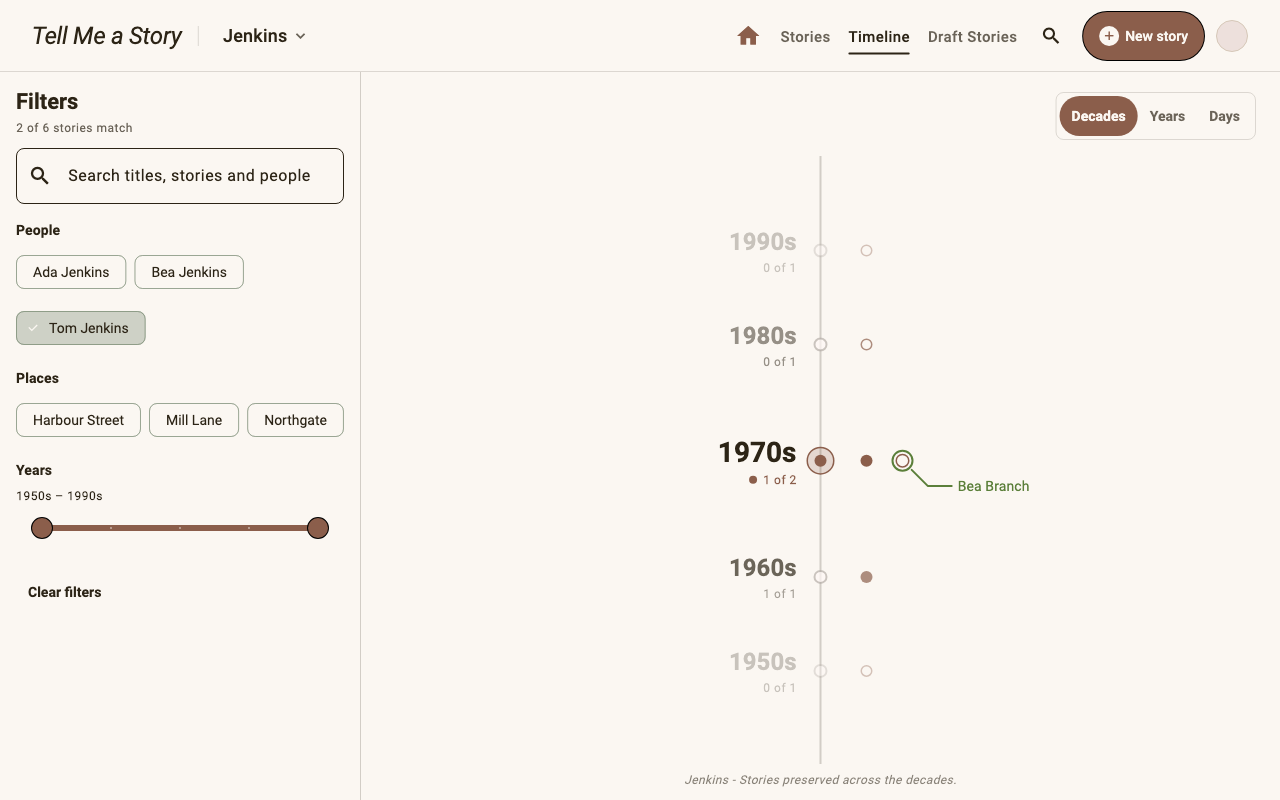 Tell Me a Story
Jenkins
Stories
Timeline
Draft Stories
New story
Filters
2 of 6 stories match
Search titles, stories and people
People
Ada Jenkins
Bea Jenkins
Tom Jenkins
Places
Harbour Street
Mill Lane
Northgate
Years
1950s – 1990s
Clear filters
Decades
Years
Days
1990s
0 of 1
1980s
0 of 1
1970s
1 of 2
Bea Branch
1960s
1 of 1
1950s
0 of 1
Jenkins - Stories preserved across the decades.